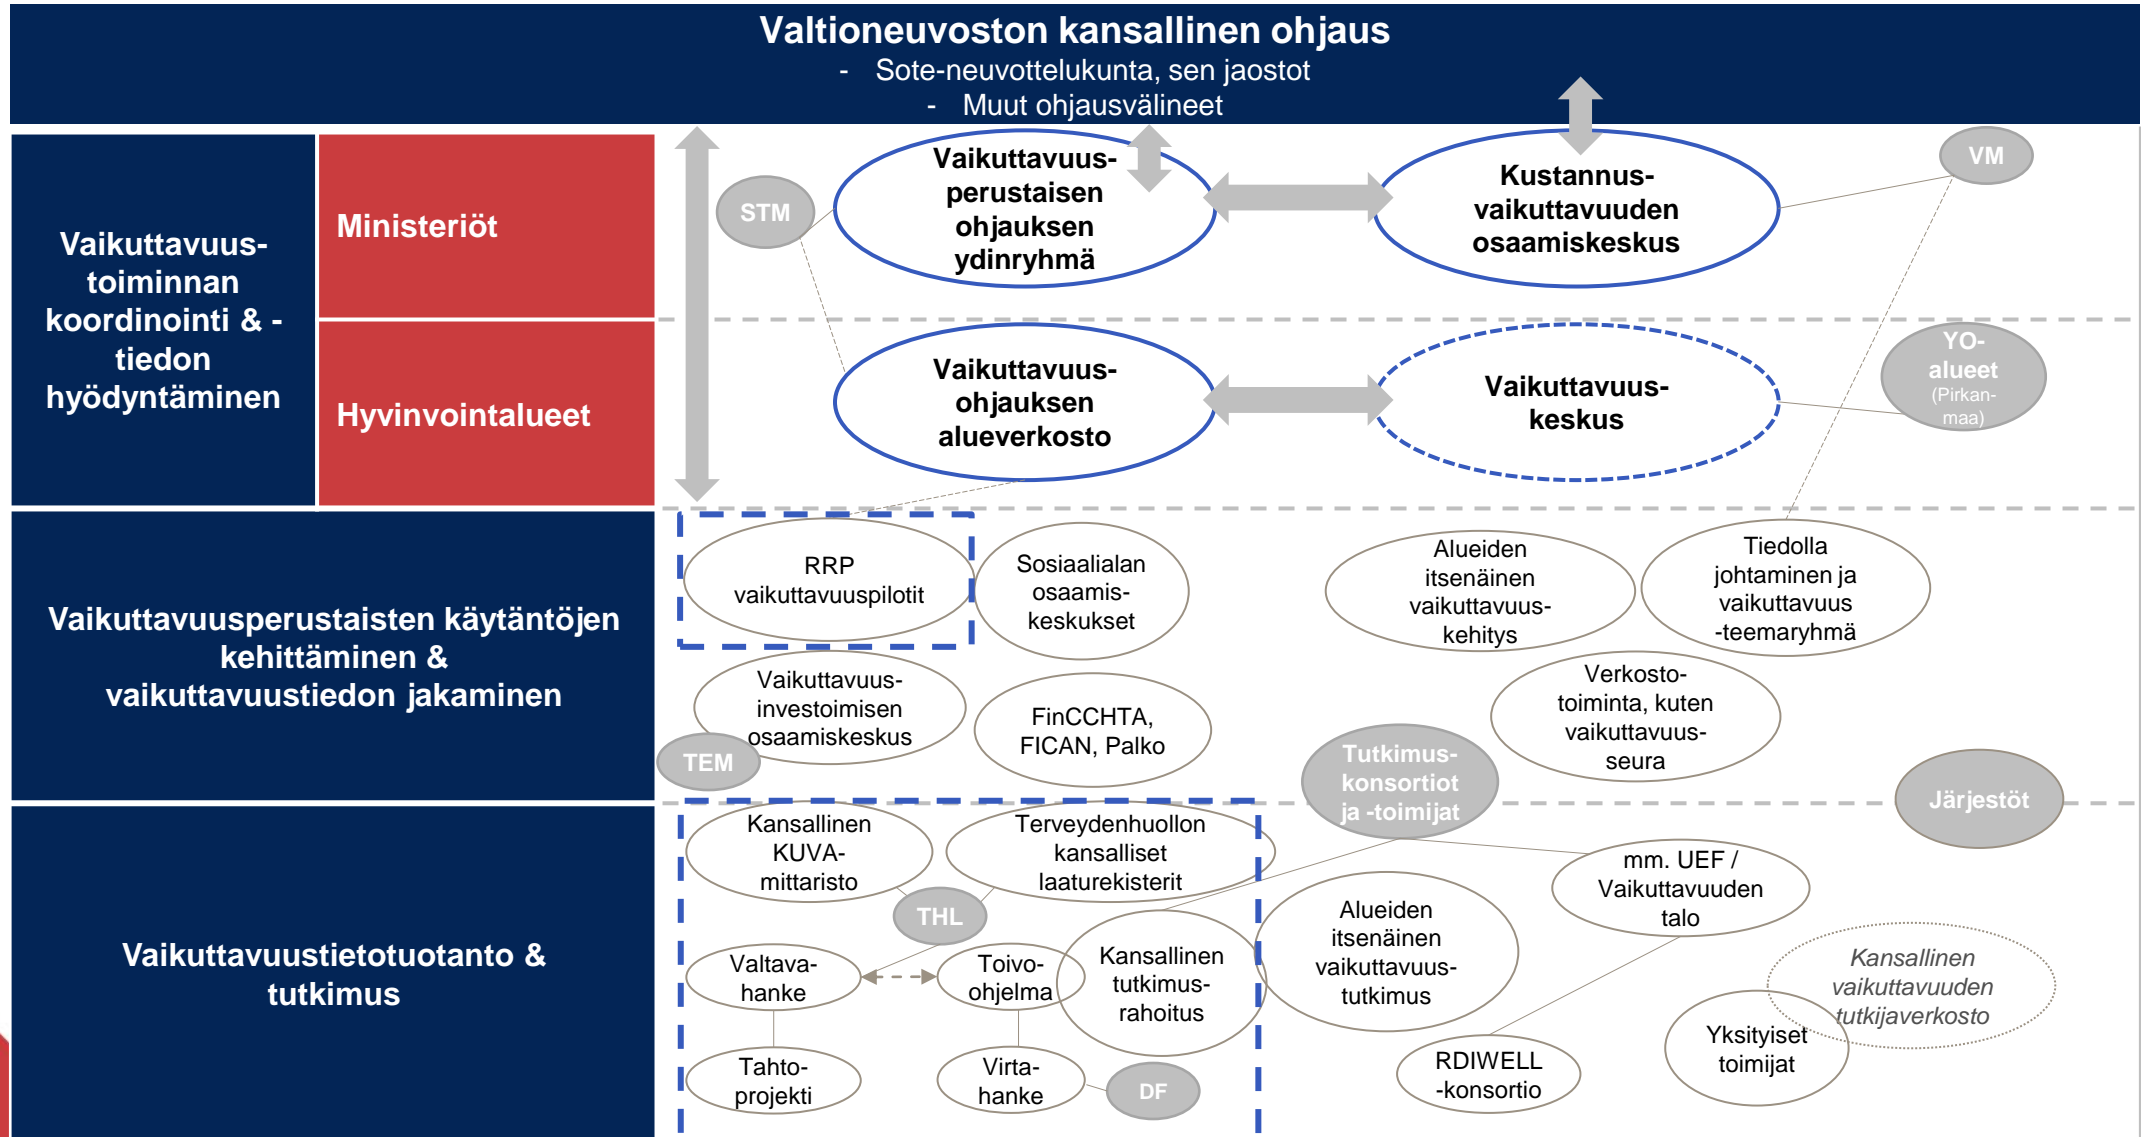 Valtioneuvoston kansallinen ohjaus
- Sote-neuvottelukunta, sen jaostot
- Muut ohjausvälineet
Vaikuttavuus-
toiminnan
koordinointi & -
tiedon
hyödyntäminen
Ministeriöt
STM
Vaikuttavuus-
perustaisen
ohjauksen
ydinryhmä
Kustannus-
vaikuttavuuden
osaamiskeskus
VM
Hyvinvointalueet
Vaikuttavuus-
ohjauksen
alueverkosto
Vaikuttavuus-
keskus
YO-
alueet
(Pirkan-
maa)
Vaikuttavuusperustaisten käytäntöjen
kehittäminen &
vaikuttavuustiedon jakaminen
RRP
vaikuttavuuspilotit
Sosiaalialan
osaamis-
keskukset
Alueiden
itsenäinen
vaikuttavuus-
kehitys
Tiedolla
johtaminen ja
vaikuttavuus
-teemaryhmä
Vaikuttavuus-
investoimisen
osaamiskeskus
TEM
FinCCHTA,
FICAN, Palko
Verkosto-
toiminta, kuten
vaikuttavuus-
seura
Tutkimus-
konsortiot
ja -toimijat
Järjestöt
Vaikuttavuustietotuotanto &
tutkimus
Kansallinen
KUVA-
mittaristo
Terveydenhuollon
kansalliset
laaturekisterit
THL
mm. UEF /
Vaikuttavuuden
talo
Valtava-
hanke
Toivo-
ohjelma
Kansallinen
tutkimus-
rahoitus
Alueiden
itsenäinen
vaikuttavuus-
tutkimus
Kansallinen
vaikuttavuuden
tutkijaverkosto
Yksityiset
toimijat
Tahto-
projekti
Virta-
hanke
DF
RDIWELL
-konsortio